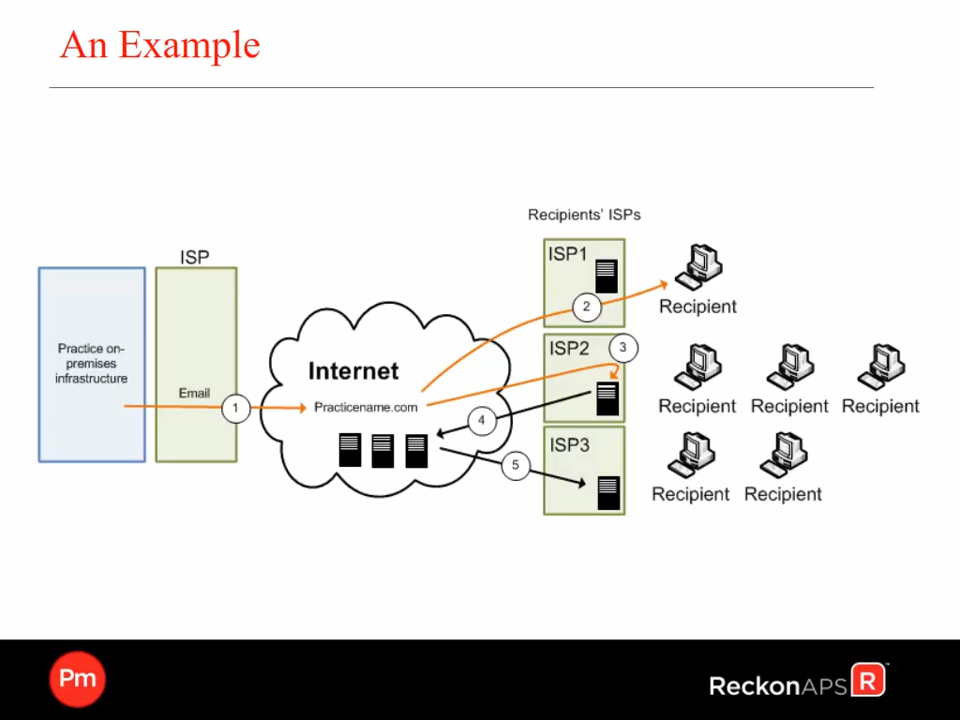 An Example
Recipients' ISPs
ISP
ISP1
2
Recipient
Practice on-
premises
infrastructure
Email
1
Internet
Practicename.com
ISP2
3
4
Recipient
Recipient
Recipient
ISP3
5
Recipient
Recipient
Pm
ReckonAPS R ™